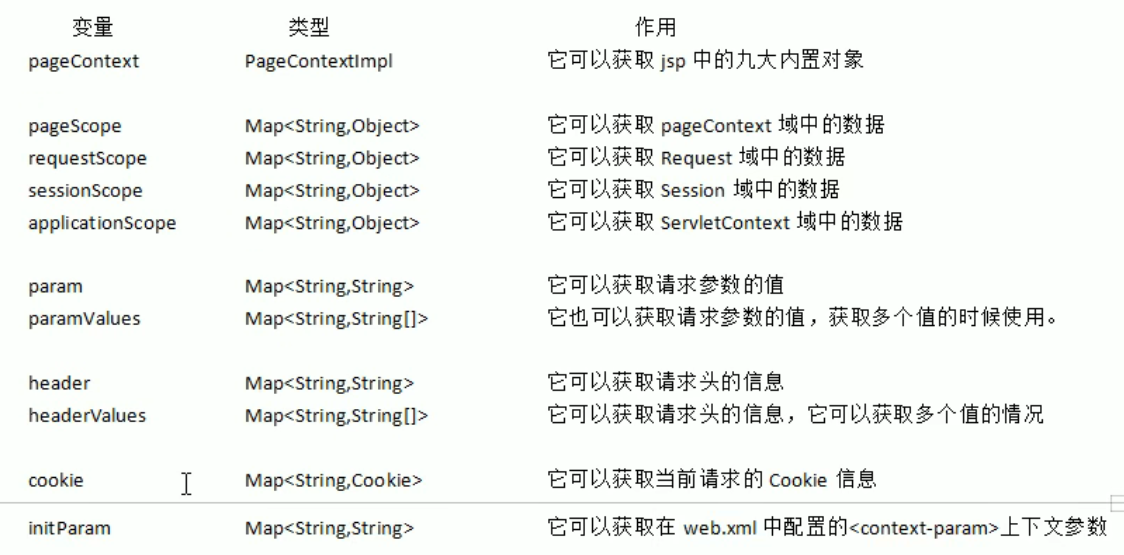 变量 类型 作用
pageContext PageContextImpl 它可以获取 jsp 中的九大内置对象
pageScope Map<String,Object> 它可以获取 pageContext 域中的数据
requestScope Map<String,Object> 它可以获取 Request 域中的数据
sessionScope Map<String,Object> 它可以获取 Session 域中的数据
applicationScope Map<String,Object> 它可以获取 ServletContext 域中的数据
param Map<String,String> 它可以获取请求参数的值
paramValues Map<String,String[]> 它也可以获取请求参数的值，获取多个值的时候使用。
header Map<String,String> 它可以获取请求头的信息
headerValues Map<String,String[]> 它可以获取请求头的信息，它可以获取多个值的情况
cookie Map<String,Cookie> 它可以获取当前请求的 Cookie 信息
initParam Map<String,String> 它可以获取在 web.xml 中配置的<context-param>上下文参数